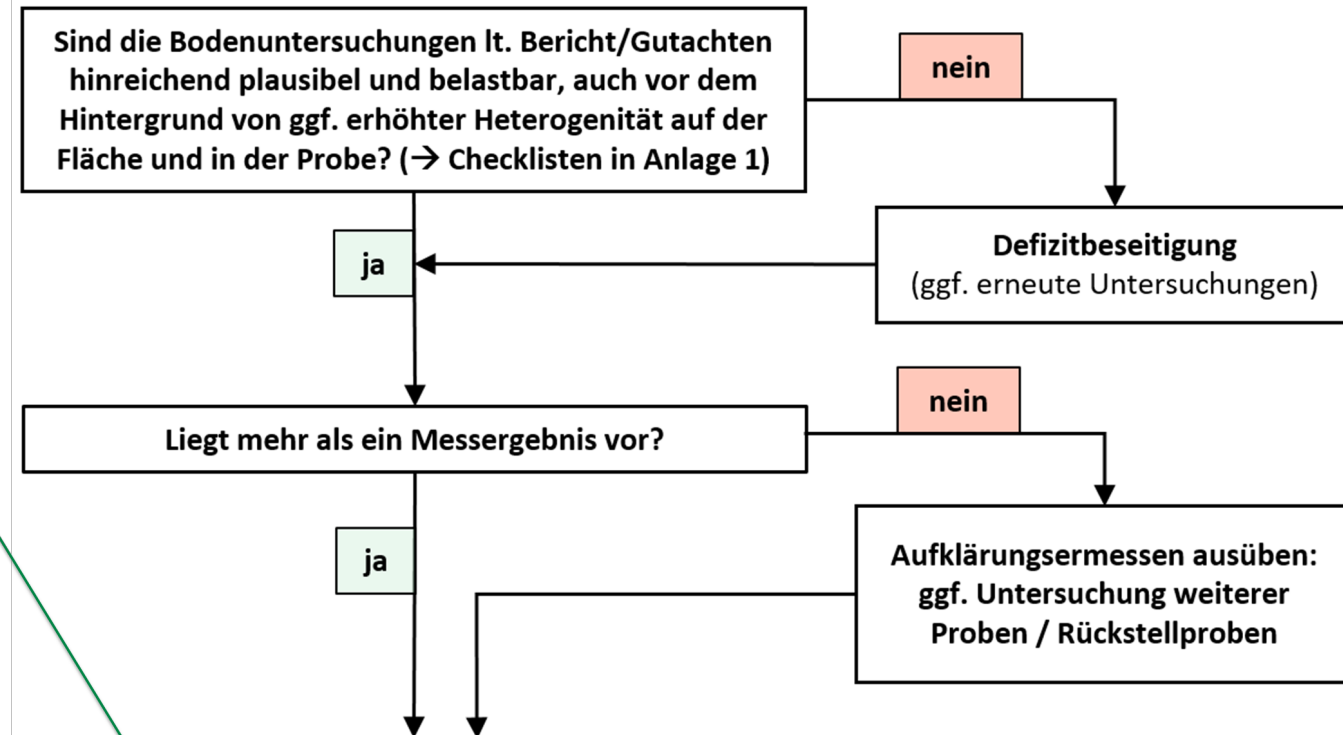 Sind die Bodenuntersuchungen lt. Bericht/Gutachten
hinreichend plausibel und belastbar, auch vor dem
Hintergrund von ggf. erhöhter Heterogenität auf der
Fläche und in der Probe? (→ Checklisten in Anlage 1)
nein
Defizitbeseitigung
(ggf. erneute Untersuchungen)
ja
Liegt mehr als ein Messergebnis vor?
nein
Aufklärungsermessen ausüben:
ggf. Untersuchung weiterer
Proben / Rückstellproben
ja